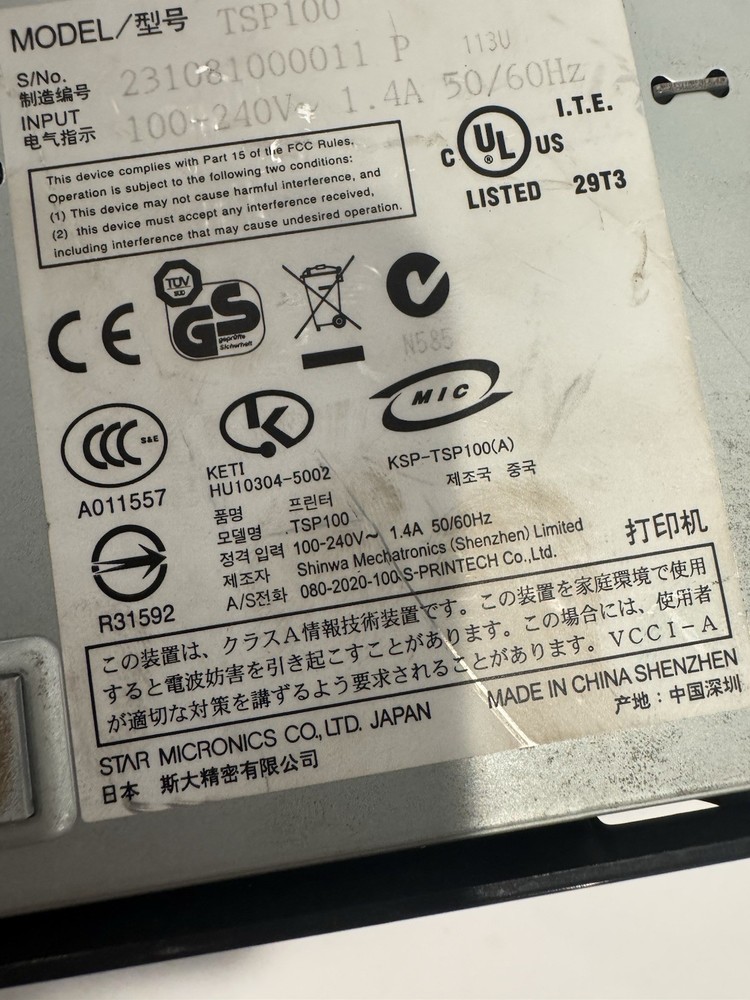 MODEL/型号 TSP100
S/No. 制造编号 231081000011 P 113U
INPUT 电气指示 100-240V~ 1.4A 50/60Hz
This device complies with Part 15 of the FCC Rules.
Operation is subject to the following two conditions:
(1) This device may not cause harmful interference, and
(2) this device must accept any interference received,
including interference that may cause undesired operation.
C UL ® US I.T.E.
LISTED 29T3
CE
TÜV
GS
geprüfte
Sicherheit
N585
CCC S&E
A011557
KETI
HU10304-5002
MIC
KSP-TSP100(A)
제조국 중국
R31592
품명 프린터
모델명 TSP100
정격 입력 100-240V~ 1.4A 50/60Hz
제조자 Shinwa Mechatronics (Shenzhen) Limited
A/S전화 080-2020-100 S-PRINTECH Co.,Ltd.
打印机
この装置は、クラスA情報技術装置です。この装置を家庭環境で使用
すると電波妨害を引き起こすことがあります。この場合には、使用者
が適切な対策を講ずるよう要求されることがあります。VCCI-A
STAR MICRONICS CO.,LTD. JAPAN
日本 斯大精密有限公司
MADE IN CHINA SHENZHEN
产地：中国深圳